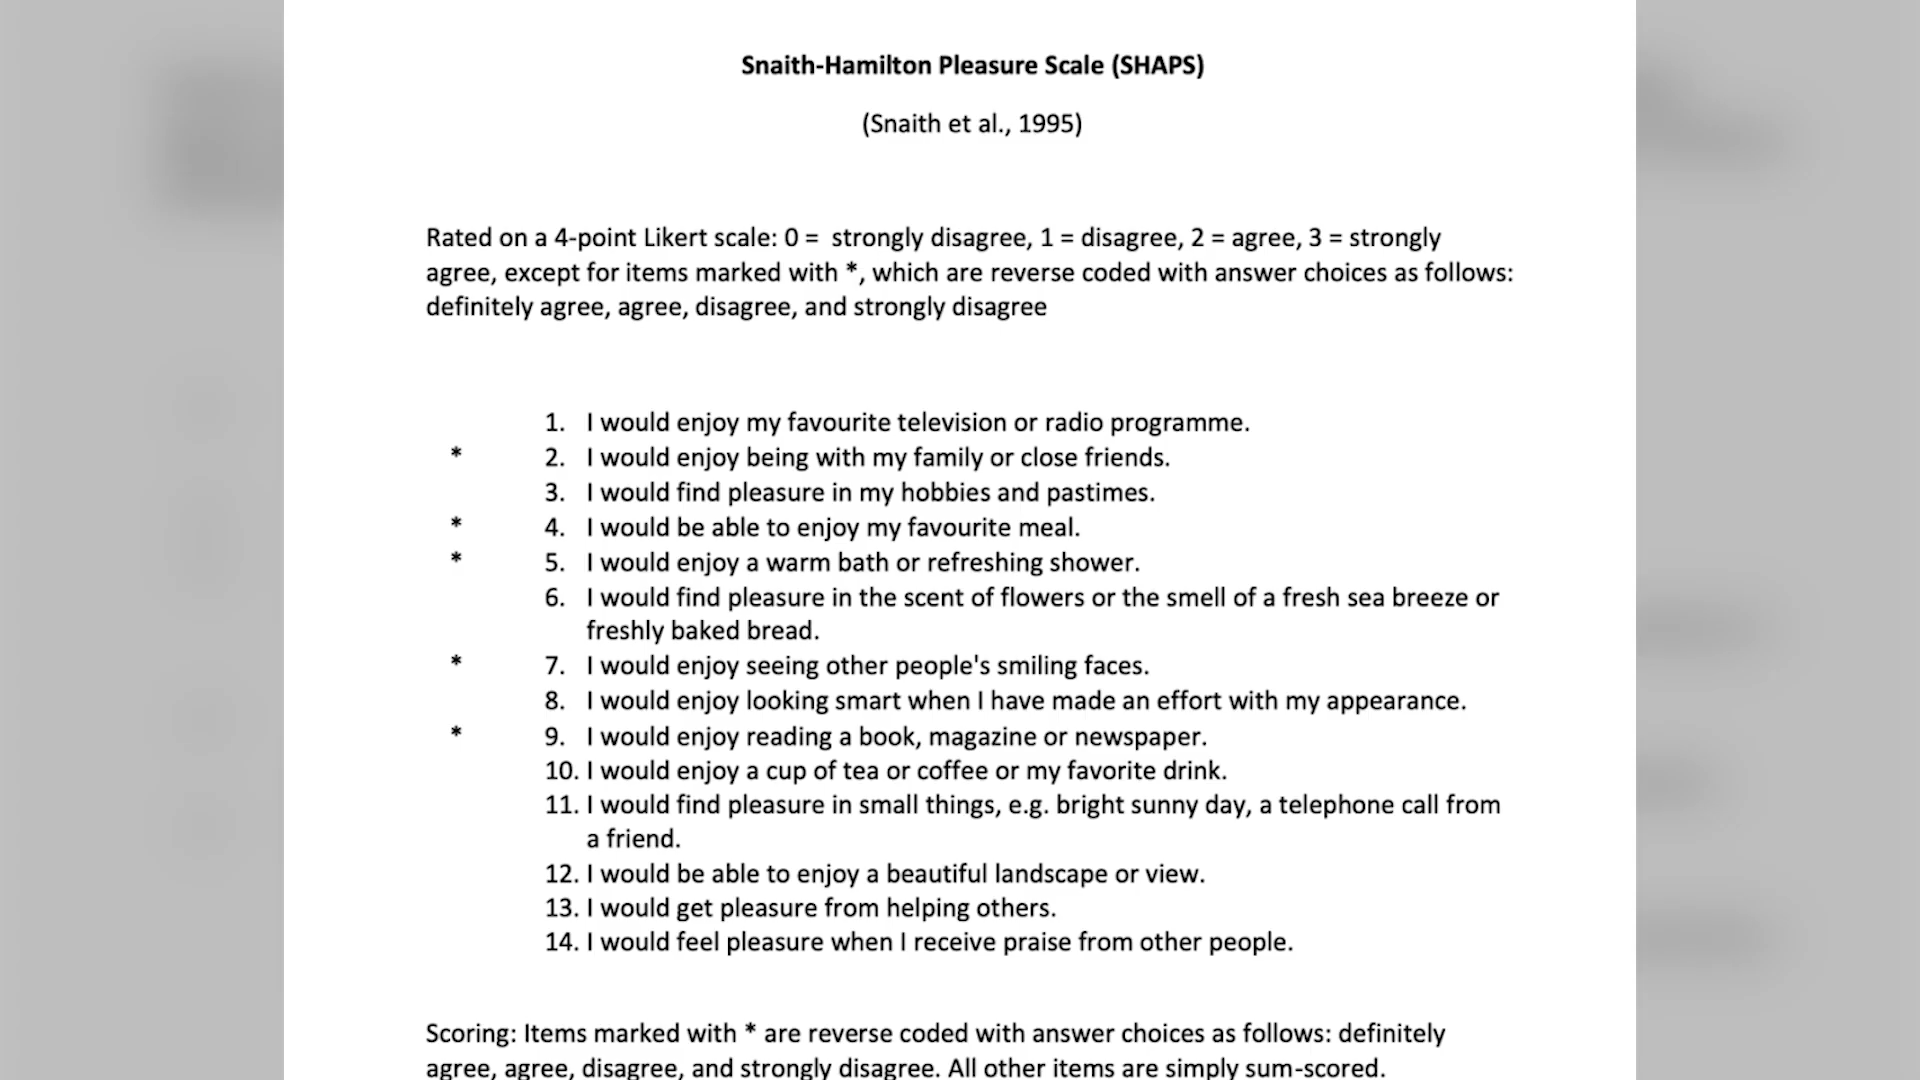 Snaith-Hamilton Pleasure Scale (SHAPS)
(Snaith et al., 1995)
Rated on a 4-point Likert scale: 0 =  strongly disagree, 1 = disagree, 2 = agree, 3 = strongly
agree, except for items marked with *, which are reverse coded with answer choices as follows:
definitely agree, agree, disagree, and strongly disagree
1. I would enjoy my favourite television or radio programme.
* 2. I would enjoy being with my family or close friends.
3. I would find pleasure in my hobbies and pastimes.
* 4. I would be able to enjoy my favourite meal.
* 5. I would enjoy a warm bath or refreshing shower.
6. I would find pleasure in the scent of flowers or the smell of a fresh sea breeze or
freshly baked bread.
* 7. I would enjoy seeing other people's smiling faces.
8. I would enjoy looking smart when I have made an effort with my appearance.
* 9. I would enjoy reading a book, magazine or newspaper.
10. I would enjoy a cup of tea or coffee or my favorite drink.
11. I would find pleasure in small things, e.g. bright sunny day, a telephone call from
a friend.
12. I would be able to enjoy a beautiful landscape or view.
13. I would get pleasure from helping others.
14. I would feel pleasure when I receive praise from other people.
Scoring: Items marked with * are reverse coded with answer choices as follows: definitely
agree, agree, disagree, and strongly disagree. All other items are simply sum-scored.